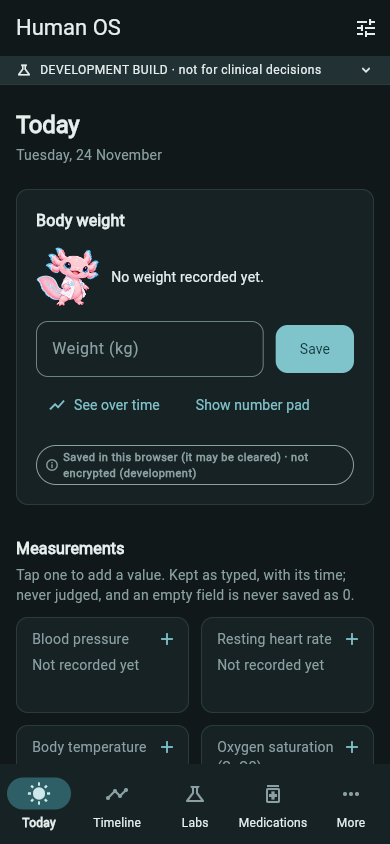 Human OS
DEVELOPMENT BUILD · not for clinical decisions
Today
Tuesday, 24 November
Body weight
No weight recorded yet.
Weight (kg)
Save
See over time
Show number pad
Saved in this browser (it may be cleared) · not
encrypted (development)
Measurements
Tap one to add a value. Kept as typed, with its time;
never judged, and an empty field is never saved as 0.
Blood pressure
Not recorded yet
Resting heart rate
Not recorded yet
Body temperature
Oxygen saturation
Today
Timeline
Labs
Medications
More